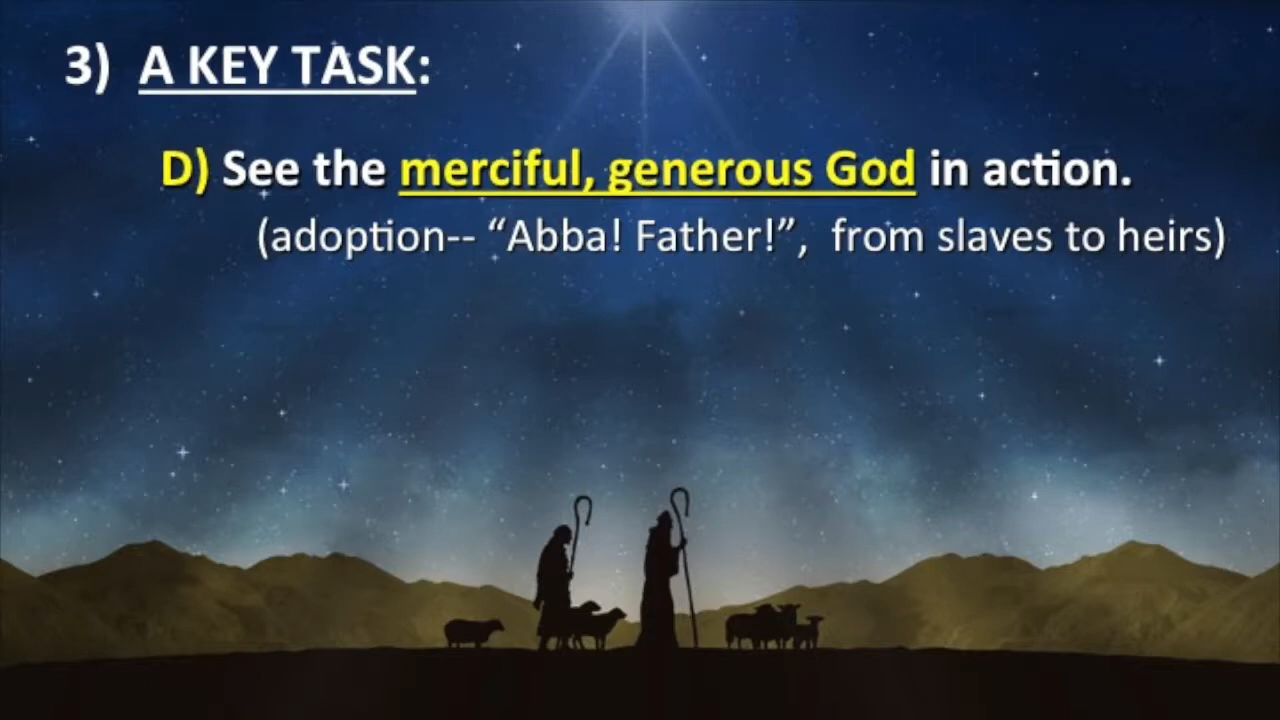 3) A KEY TASK:
D) See the merciful, generous God in action.
(adoption-- “Abba! Father!”, from slaves to heirs)